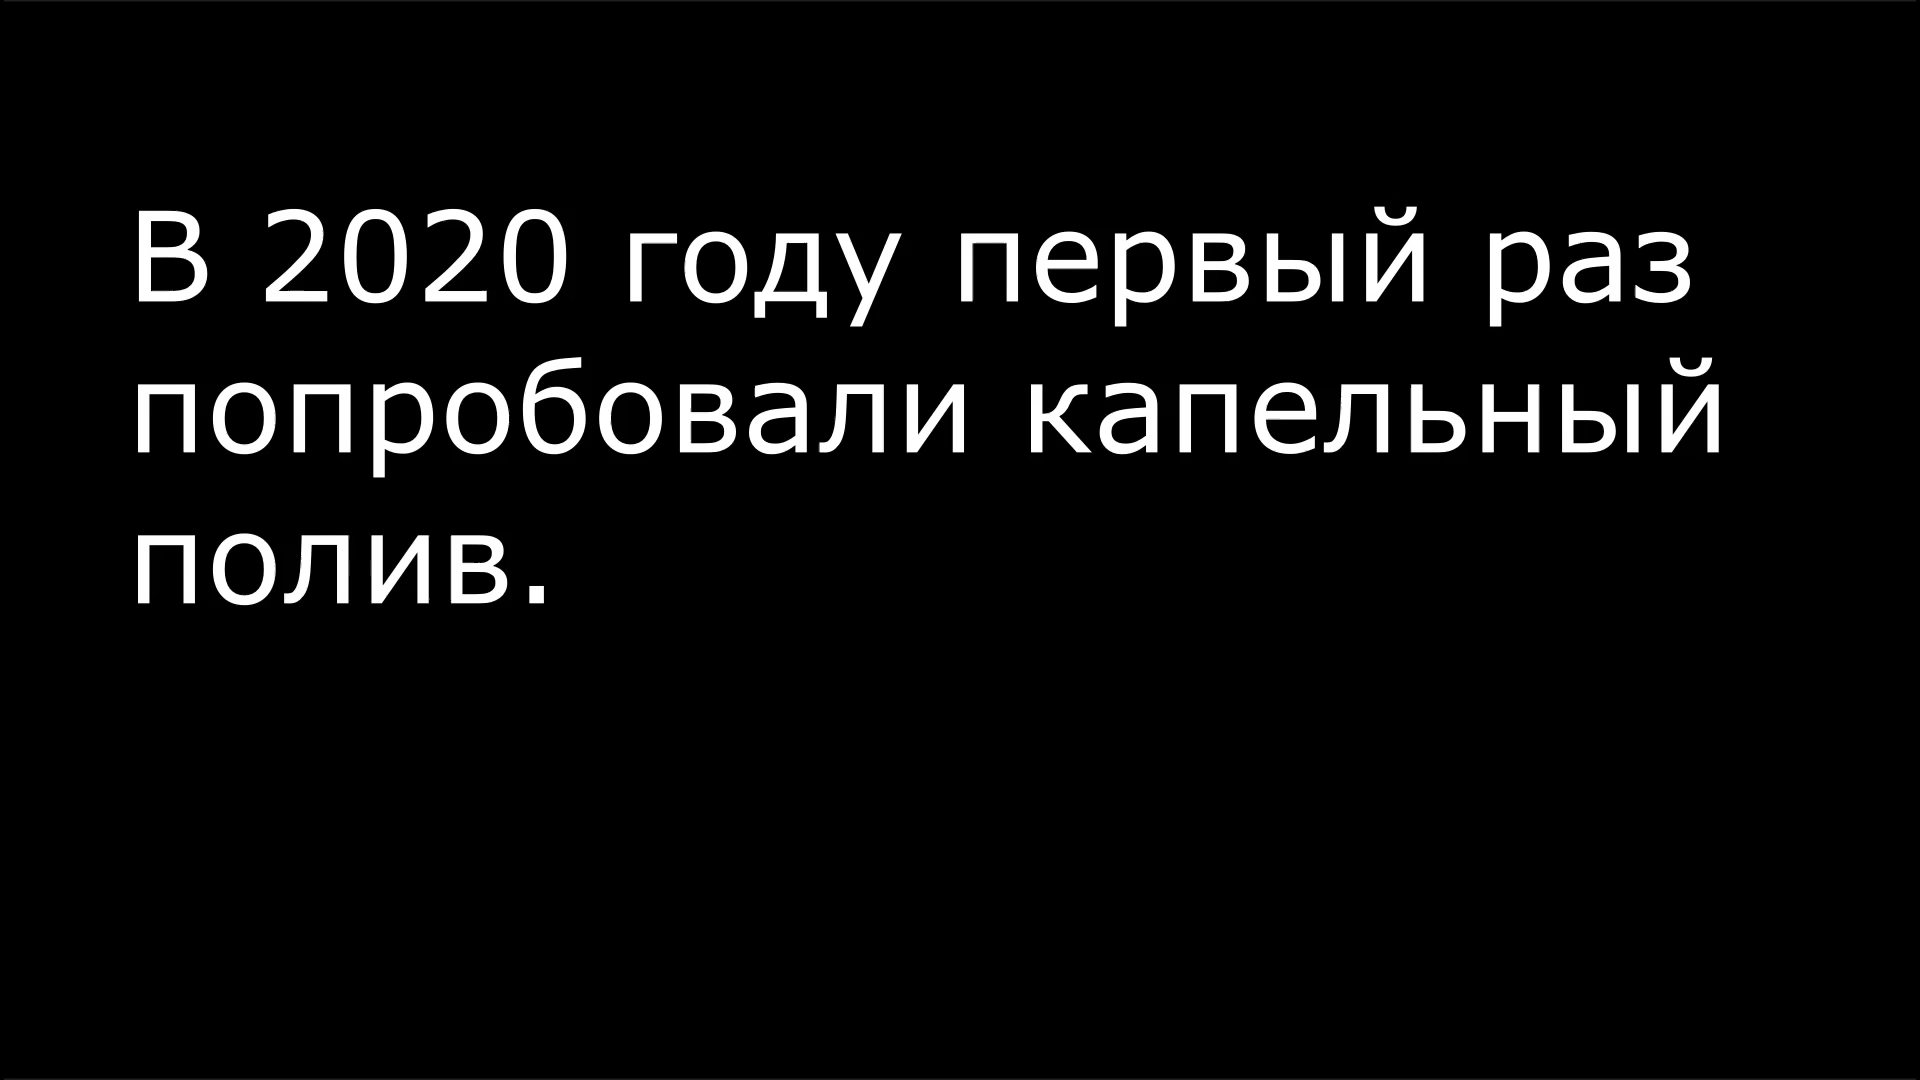 В 2020 году первый раз
попробовали капельный
полив.